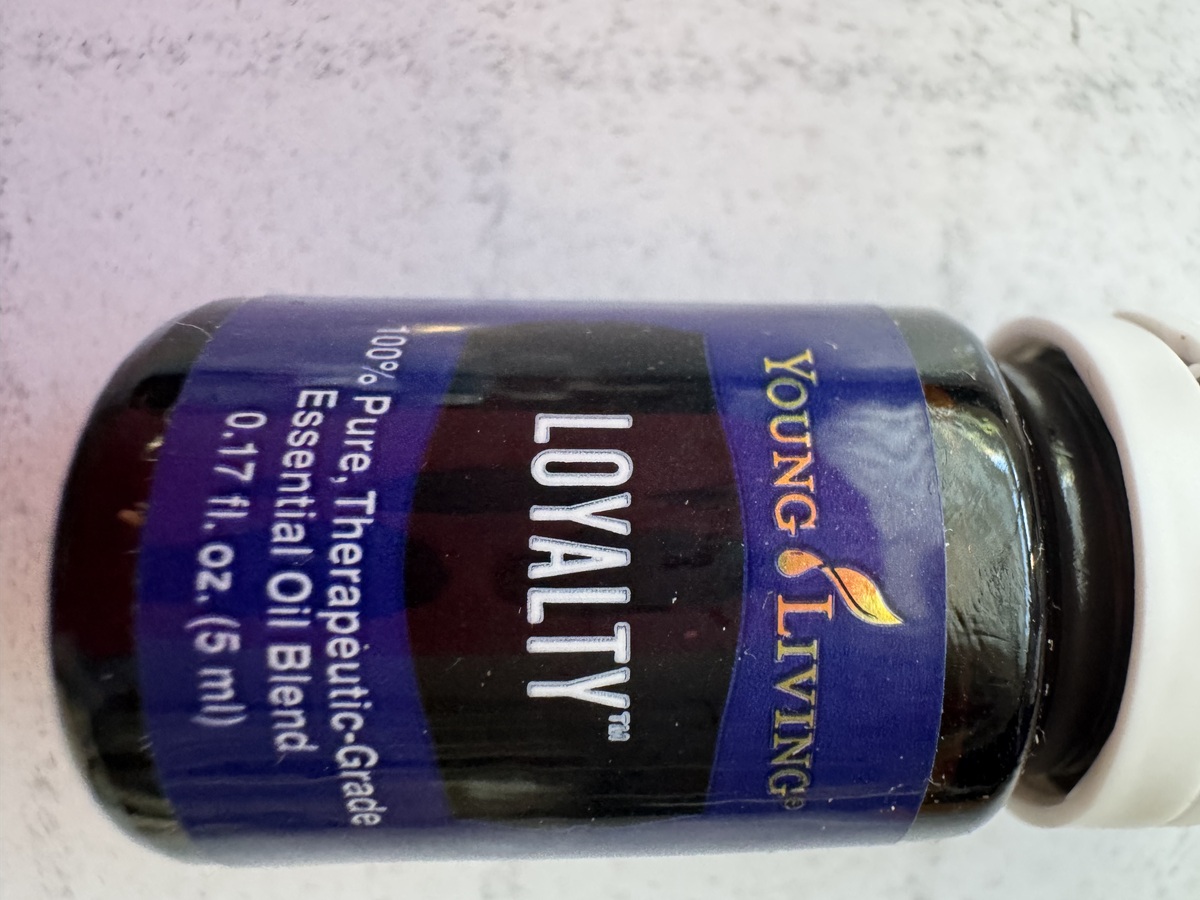 YOUNG LIVING®
LOYALTY™
100% Pure, Therapeutic-Grade
Essential Oil Blend
0.17 fl. oz. (5 ml)